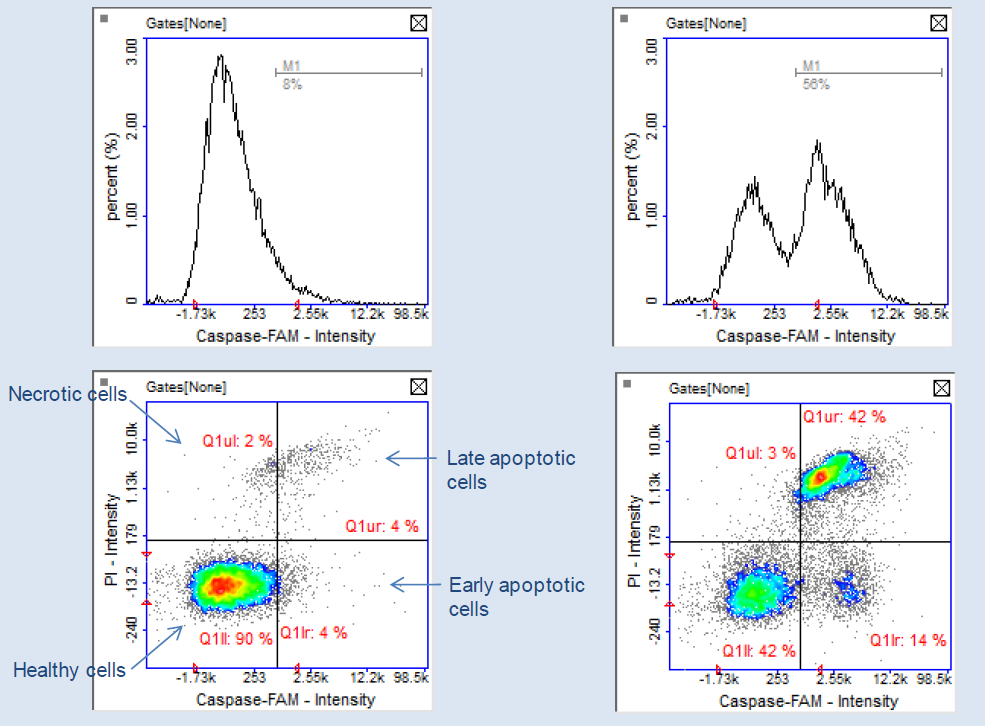 Gates[None]
M1
8%
percent (%)
3.00
2.00
1.00
0
-1.73k 253 2.55k 12.2k 98.5k
Caspase-FAM - Intensity
Gates[None]
M1
56%
percent (%)
3.00
2.00
1.00
0
-1.73k 253 2.55k 12.2k 98.5k
Caspase-FAM - Intensity
Gates[None]
Necrotic cells
Q1ul: 2 %
Late apoptotic
cells
Q1ur: 4 %
Early apoptotic
cells
Q1ll: 90 %
Q1lr: 4 %
Healthy cells
PI - Intensity
10.0k
1.13k
179
-13.2
-240
-1.73k 253 2.55k 12.2k 98.5k
Caspase-FAM - Intensity
Gates[None]
Q1ur: 42 %
Q1ul: 3 %
Q1lr: 14 %
Q1ll: 42 %
PI - Intensity
10.0k
1.13k
179
-13.2
-240
-1.73k 253 2.55k 12.2k 98.5k
Caspase-FAM - Intensity